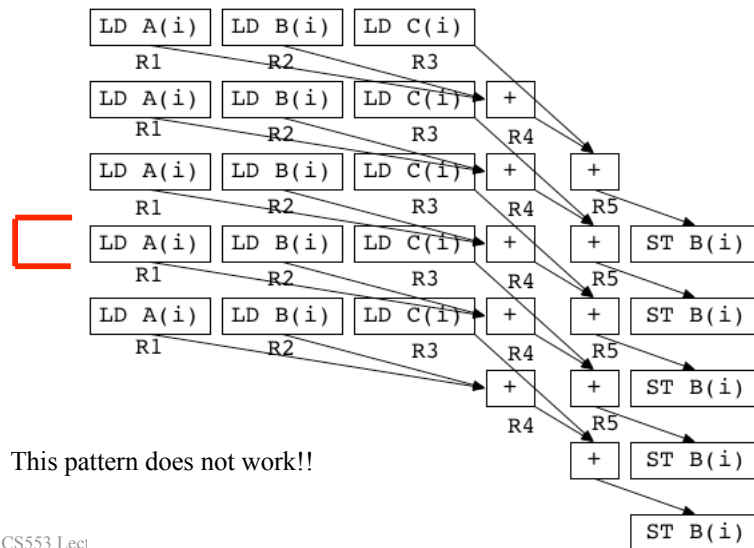 LD A(i) LD B(i) LD C(i)
R1 R2 R3
LD A(i) LD B(i) LD C(i) +
R1 R2 R3 R4
LD A(i) LD B(i) LD C(i) + +
R1 R2 R3 R4 R5
LD A(i) LD B(i) LD C(i) + + ST B(i)
R1 R2 R3 R4 R5
LD A(i) LD B(i) LD C(i) + + ST B(i)
R1 R2 R3 R4 R5
+ + ST B(i)
R4 R5
This pattern does not work!! + ST B(i)
ST B(i)
CS553 Lect